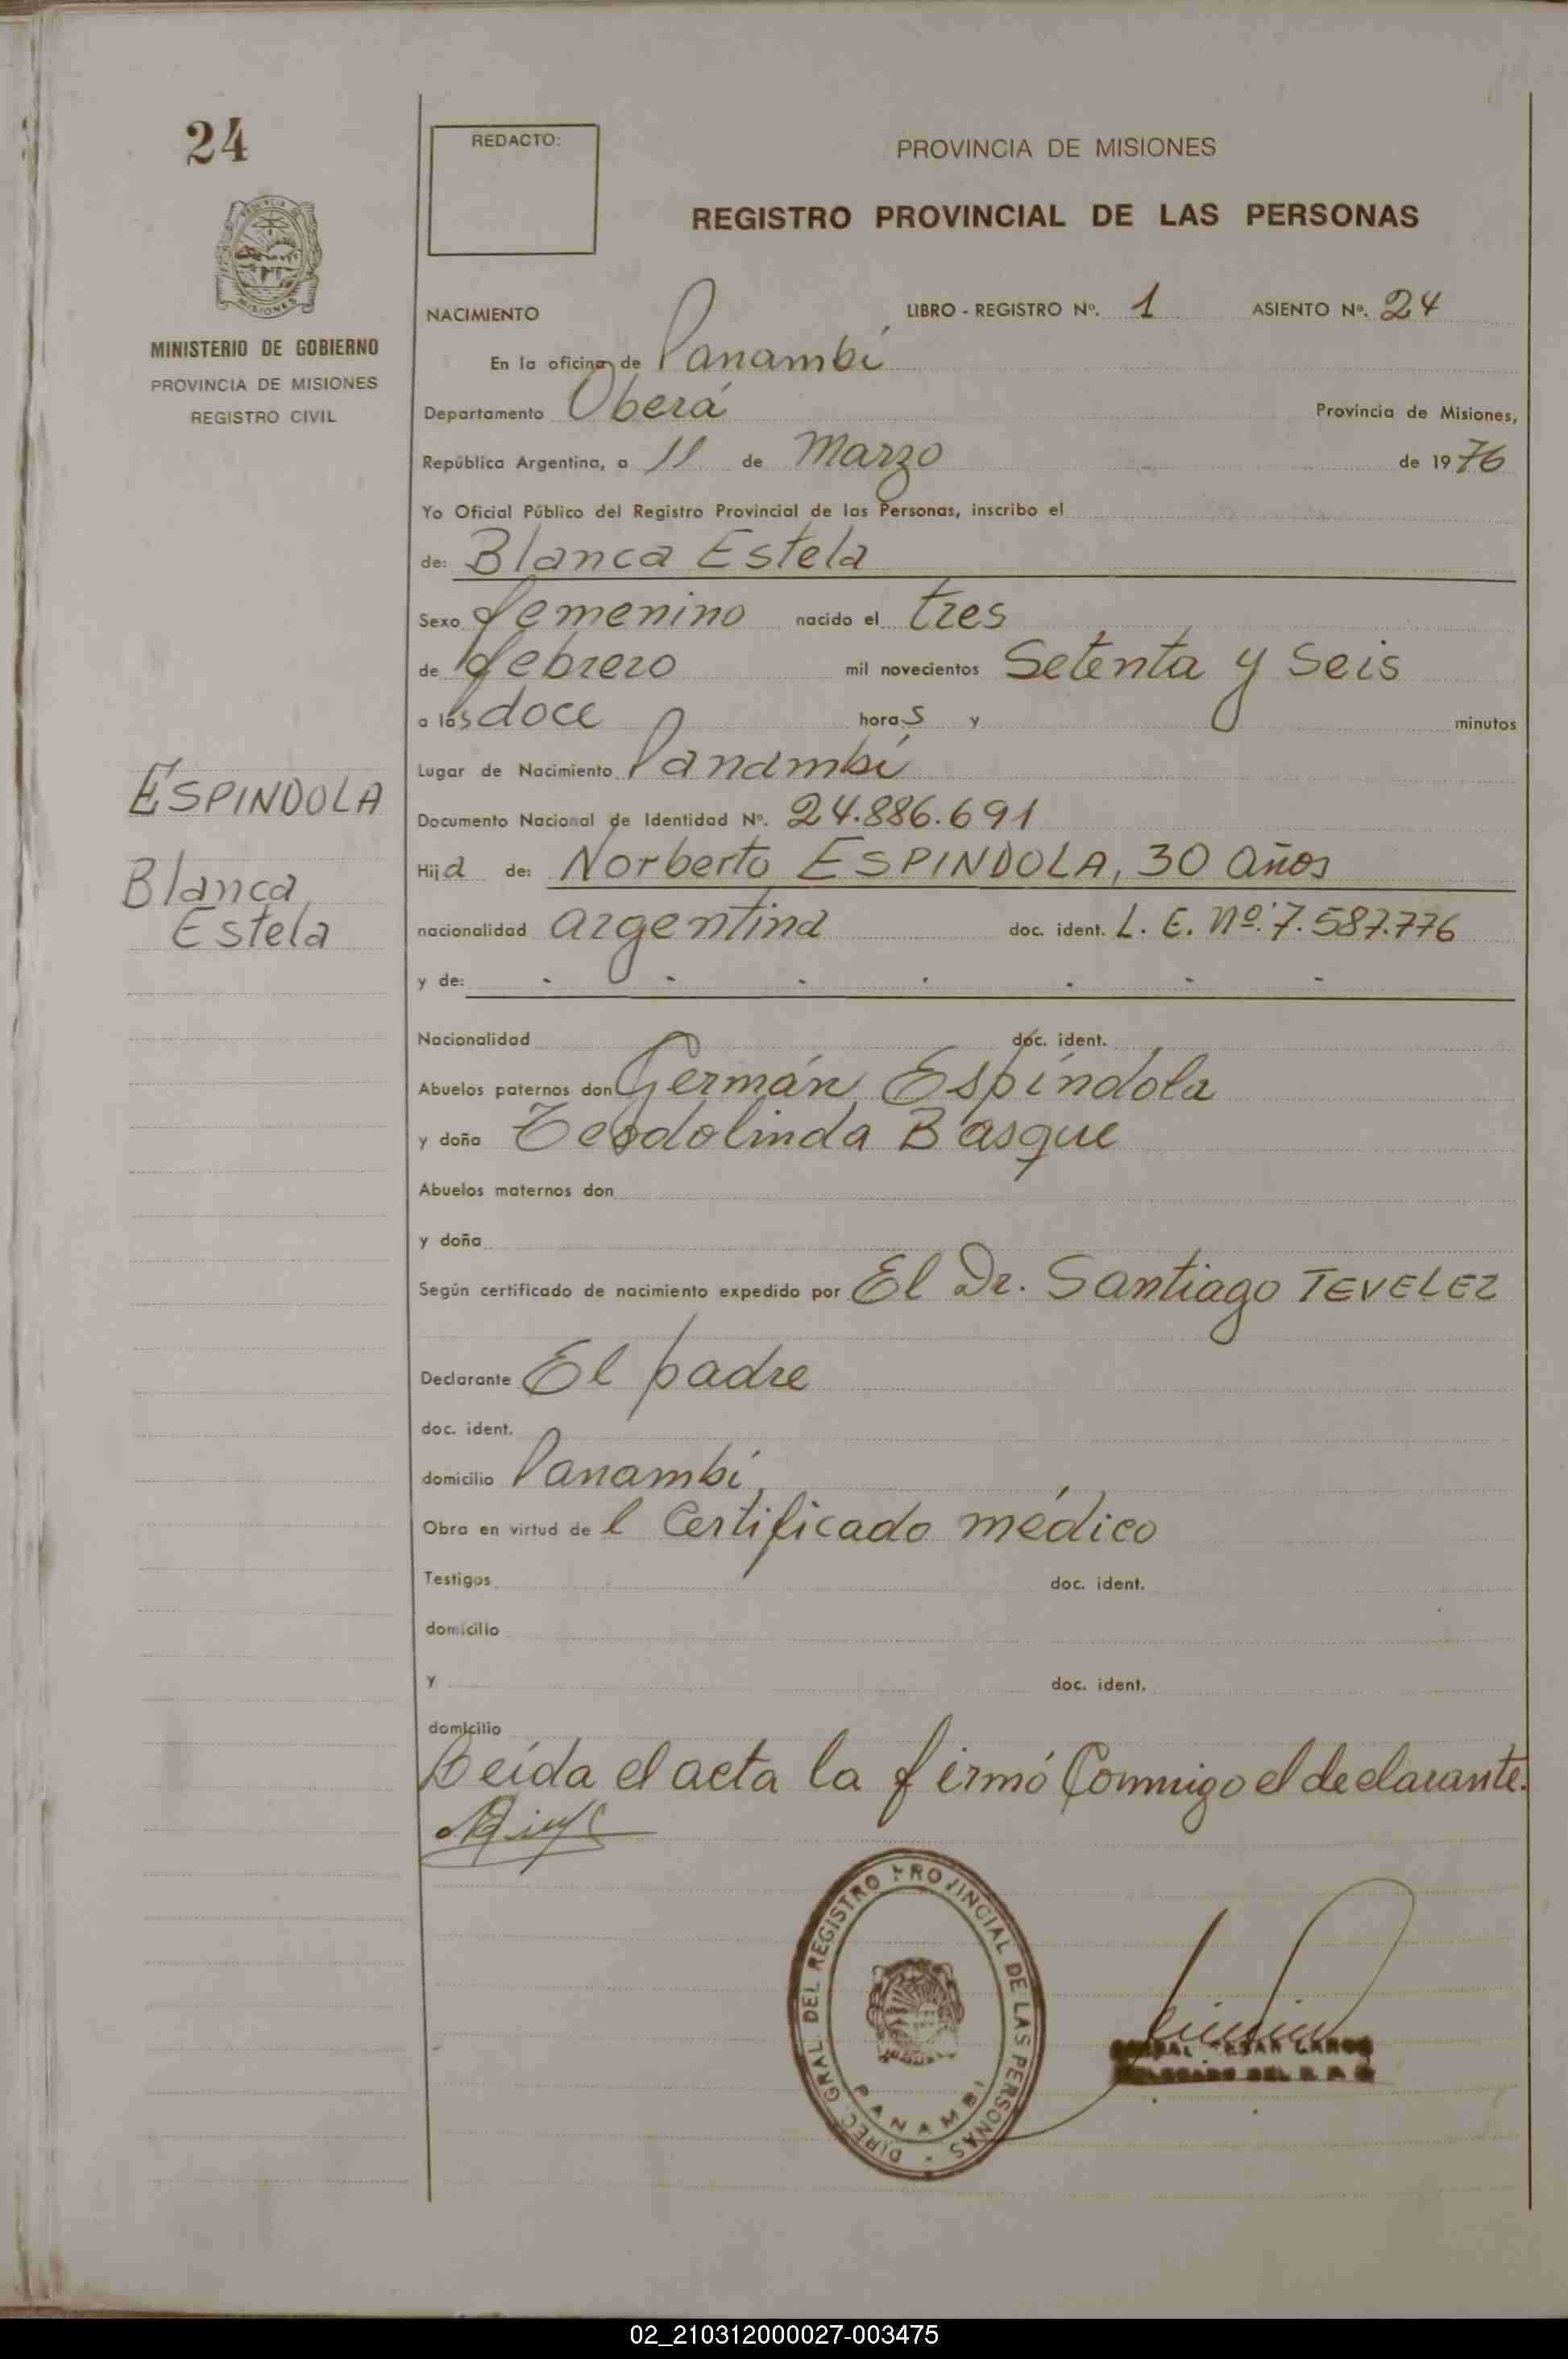 24
PROVINCIA DE MISIONES
MINISTERIO DE GOBIERNO
PROVINCIA DE MISIONES
REGISTRO CIVIL
ESPINDOLA
Blanca
Estela
REDACTO:
PROVINCIA DE MISIONES
REGISTRO PROVINCIAL DE LAS PERSONAS
NACIMIENTO LIBRO - REGISTRO Nº. 1 ASIENTO Nº. 24
En la oficina de Panambí
Departamento Oberá Provincia de Misiones,
República Argentina, a 11 de Marzo de 1976
Yo Oficial Público del Registro Provincial de las Personas, inscribo el
de: Blanca Estela
Sexo femenino nacido el tres
de febrero mil novecientos Setenta y Seis
a las doce horas y minutos
Lugar de Nacimiento Panambí
Documento Nacional de Identidad Nº. 24.886.691
Hija de: Norberto ESPINDOLA, 30 años
nacionalidad argentina doc. ident. L. E. Nº: 7.587.776
y de: - - - - - - -
Nacionalidad doc. ident.
Abuelos paternos don Germán Espíndola
y doña Teodolinda Basque
Abuelos maternos don
y doña
Según certificado de nacimiento expedido por El Dr. Santiago TEVELEZ
Declarante El padre
doc. ident.
domicilio Panambí
Obra en virtud de l Certificado médico
Testigos doc. ident.
domicilio
y doc. ident.
domicilio
Leída el acta la firmó Conmigo el declarante.
DIREC. GRAL. DEL REGISTRO PROVINCIAL DE LAS PERSONAS -
PANAMBI
CESAR
02_210312000027-003475